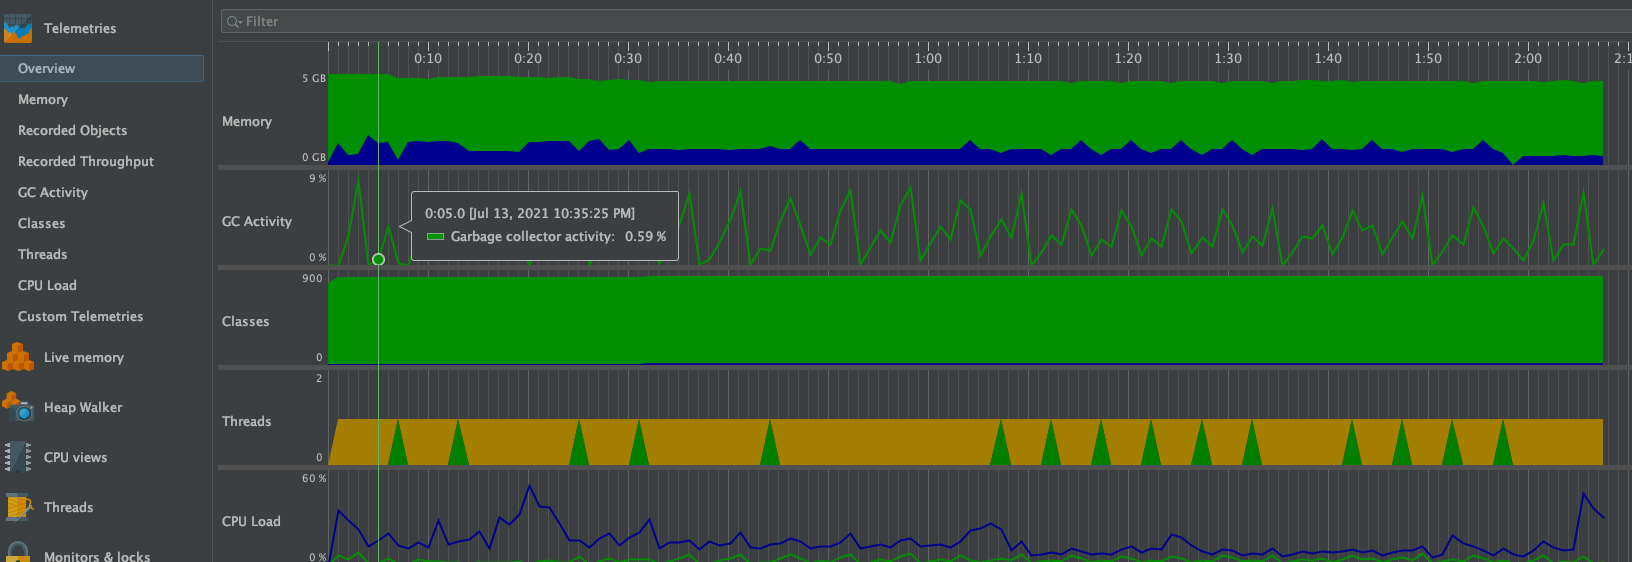 Telemetries
Overview
Memory
Recorded Objects
Recorded Throughput
GC Activity
Classes
Threads
CPU Load
Custom Telemetries
Live memory
Heap Walker
CPU views
Threads
Monitors & locks
Filter
0:10 0:20 0:30 0:40 0:50 1:00 1:10 1:20 1:30 1:40 1:50 2:00 2:1
5 GB
Memory
0 GB
9 %
GC Activity
0 %
0:05.0 [Jul 13, 2021 10:35:25 PM]
Garbage collector activity: 0.59 %
900
Classes
0
2
Threads
0
60 %
CPU Load
0 %